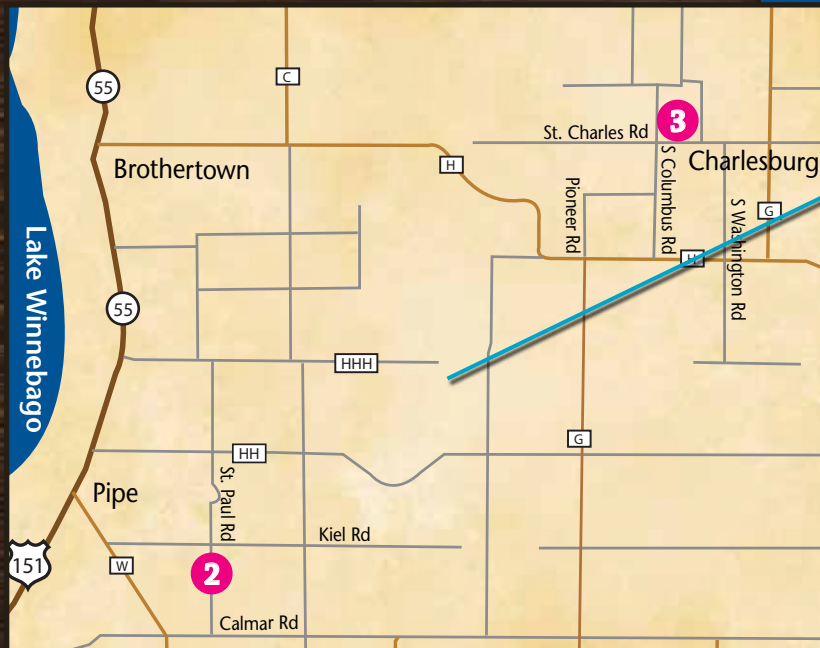 55
C
3
St. Charles Rd
Brothertown
H
S Columbus Rd
Charlesburg
Pioneer Rd
S Washington Rd
G
Lake Winnebago
H
55
HHH
G
HH
Pipe
St. Paul Rd
Kiel Rd
151
W
2
Calmar Rd